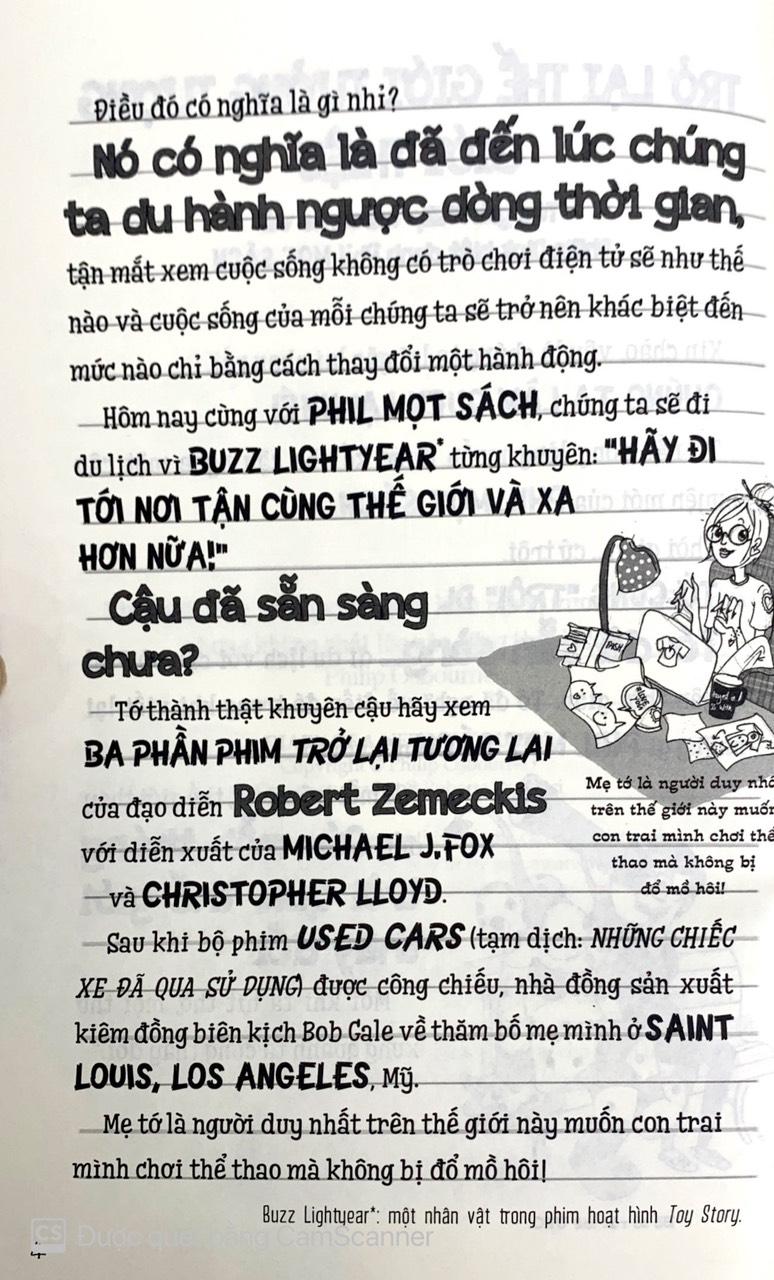 Điều đó có nghĩa là gì nhỉ?
Nó có nghĩa là đã đến lúc chúng
ta du hành ngược dòng thời gian,
tận mắt xem cuộc sống không có trò chơi điện tử sẽ như thế
nào và cuộc sống của mỗi chúng ta sẽ trở nên khác biệt đến
mức nào chỉ bằng cách thay đổi một hành động.
Hôm nay cùng với PHIL MỌT SÁCH, chúng ta sẽ đi
du lịch vì BUZZ LIGHTYEAR* từng khuyên: "HÃY ĐI
TỚI NƠI TẬN CÙNG THẾ GIỚI VÀ XA
HƠN NỮA!"
Cậu đã sẵn sàng
chưa?
Tớ thành thật khuyên cậu hãy xem
BA PHẦN PHIM TRỞ LẠI TƯƠNG LAI
của đạo diễn Robert Zemeckis
với diễn xuất của MICHAEL J.FOX
và CHRISTOPHER LLOYD.
Mẹ tớ là người duy
trên thế giới này
con trai mình chơi
thao mà không bị
đổ mồ hôi!
Sau khi bộ phim USED CARS (tạm dịch: NHỮNG CHIẾC
XE ĐÃ QUA SỬ DỤNG) được công chiếu, nhà đồng sản xuất
kiêm đồng biên kịch Bob Gale về thăm bố mẹ mình ở SAINT
LOUIS, LOS ANGELES, Mỹ.
Mẹ tớ là người duy nhất trên thế giới này muốn con trai
mình chơi thể thao mà không bị đổ mồ hôi!
Buzz Lightyear*: một nhân vật trong phim hoạt hình Toy Story.
CS Được quét bằng CamScanner
4